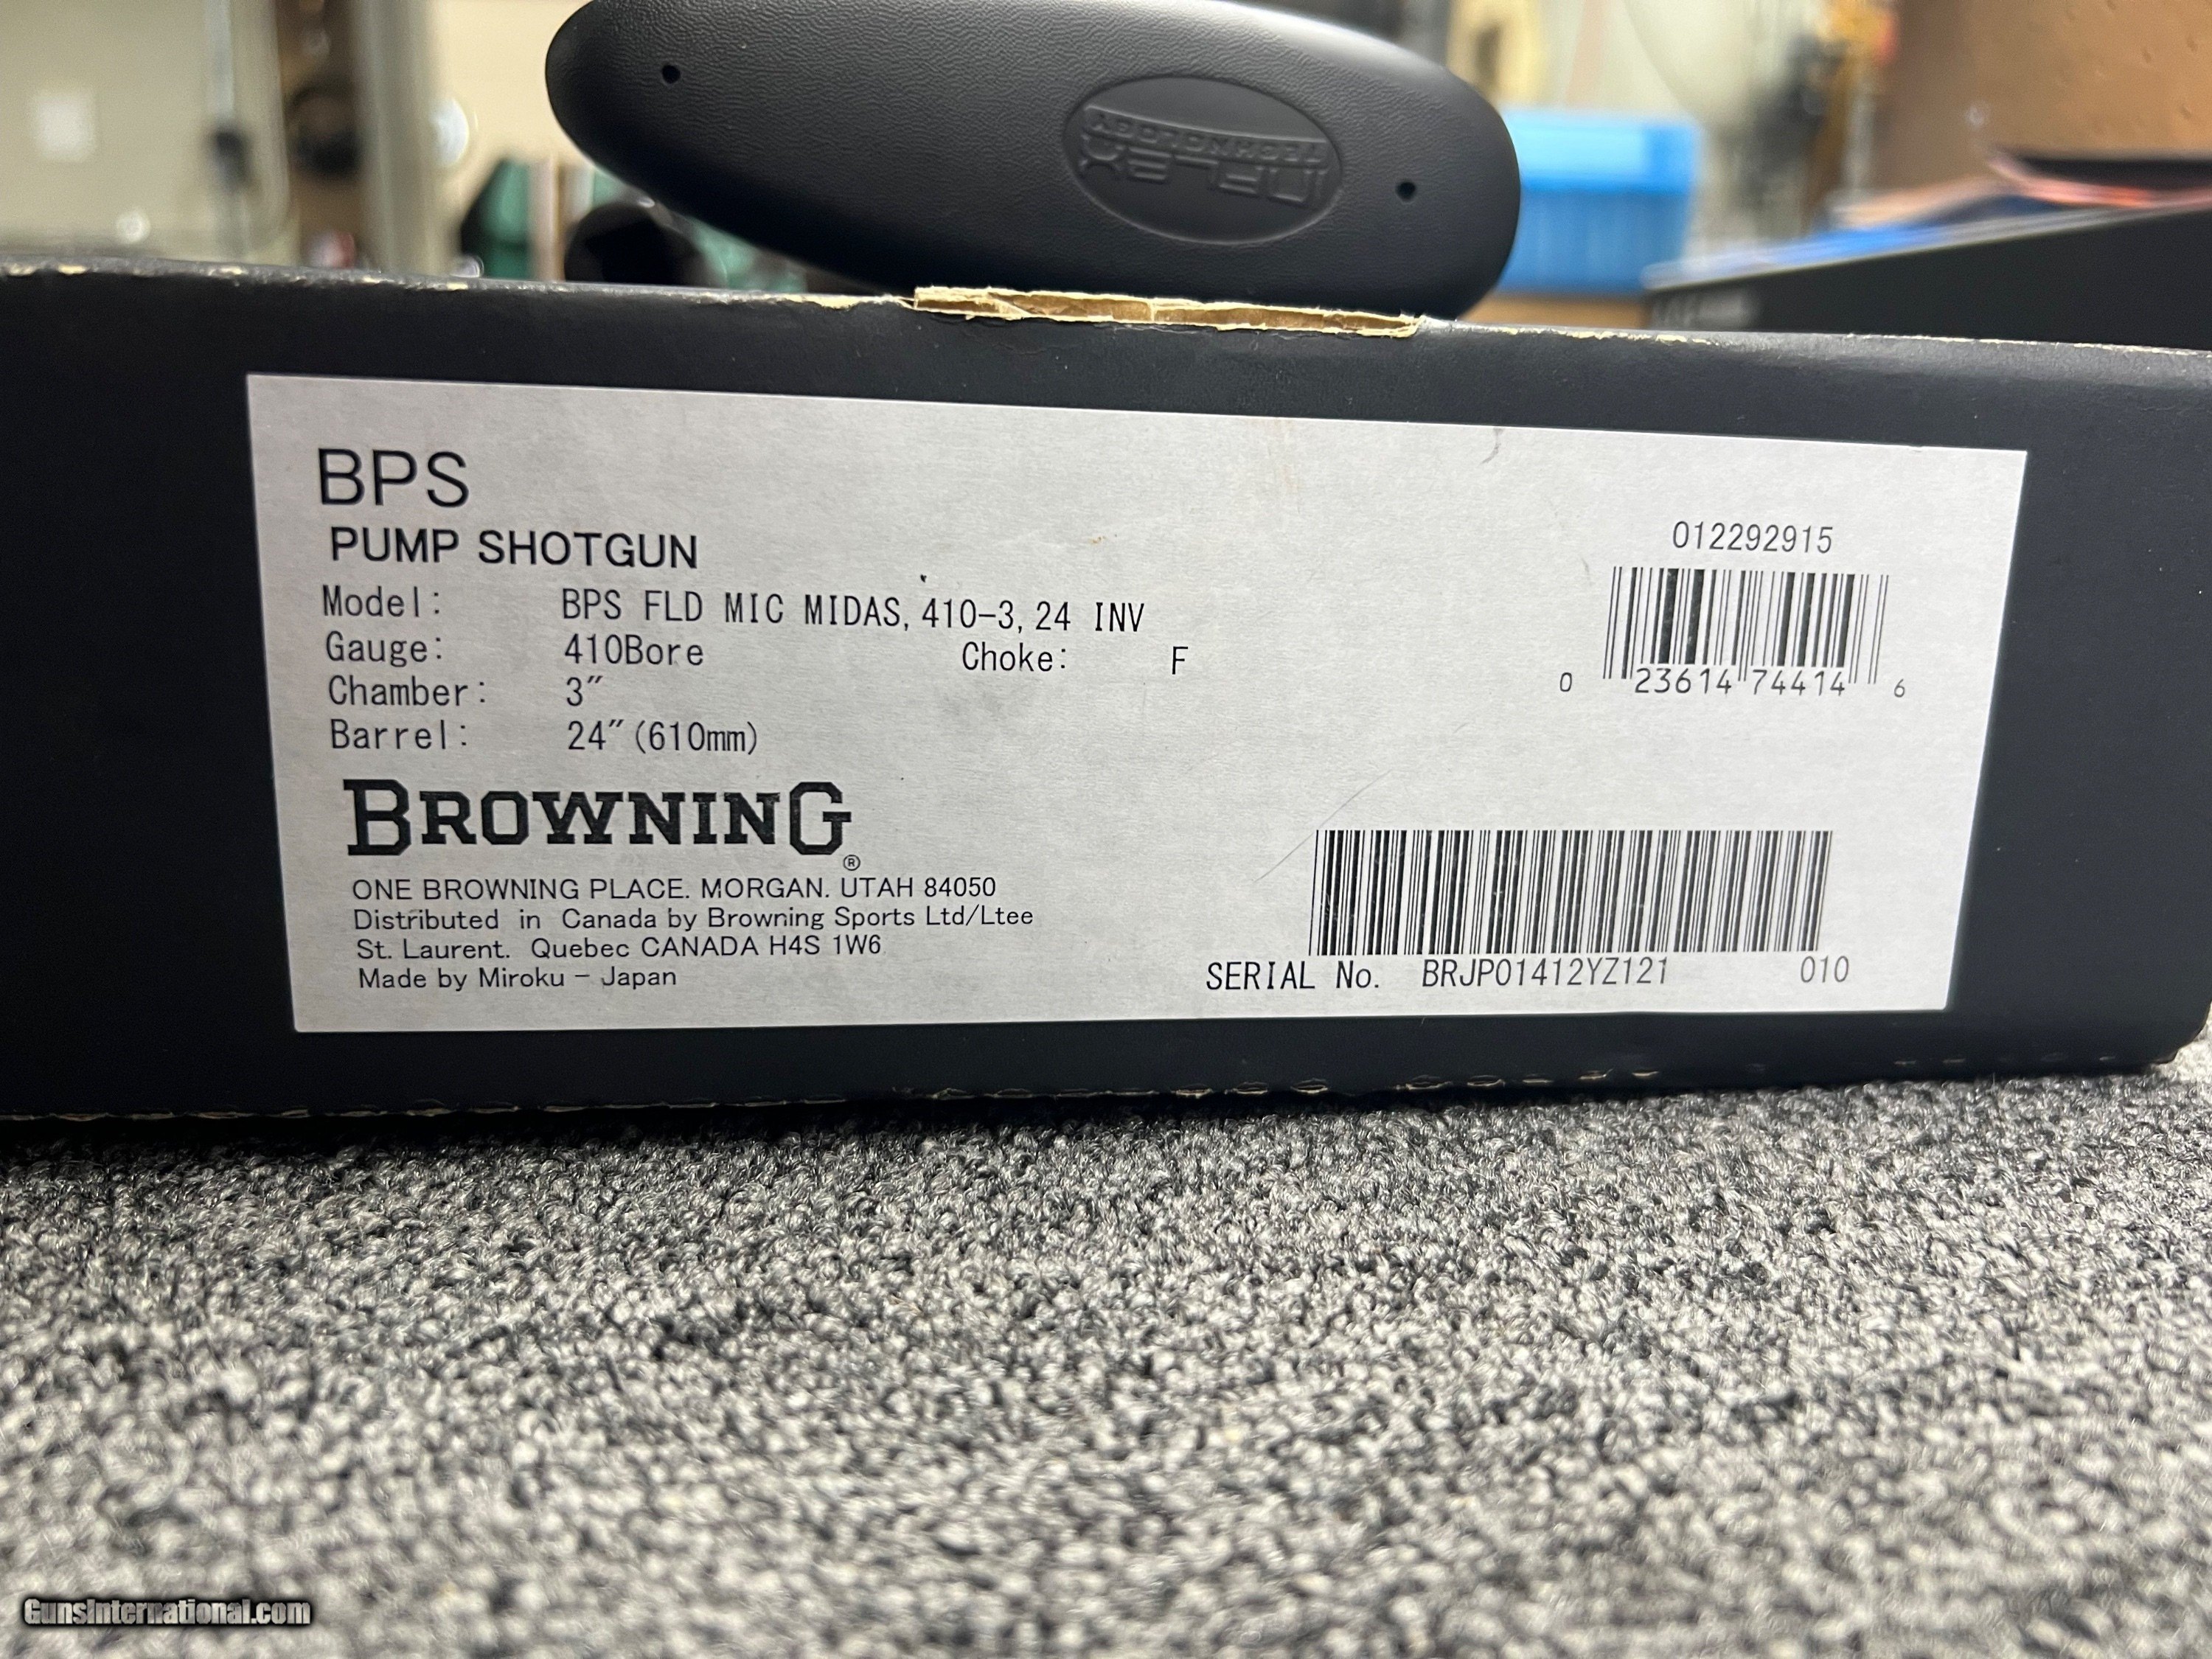 INFLEX
TECHNOLOGY
BPS
PUMP SHOTGUN
Model: BPS FLD MIC MIDAS, 410-3, 24 INV
Gauge: 410Bore Choke: F
Chamber: 3"
Barrel: 24"(610mm)
BROWNING®
ONE BROWNING PLACE. MORGAN. UTAH 84050
Distributed in Canada by Browning Sports Ltd/Ltee
St. Laurent. Quebec CANADA H4S 1W6
Made by Miroku - Japan
012292915
0 23614 74414 6
SERIAL No. BRJP01412YZ121 010
GunsInternational.com